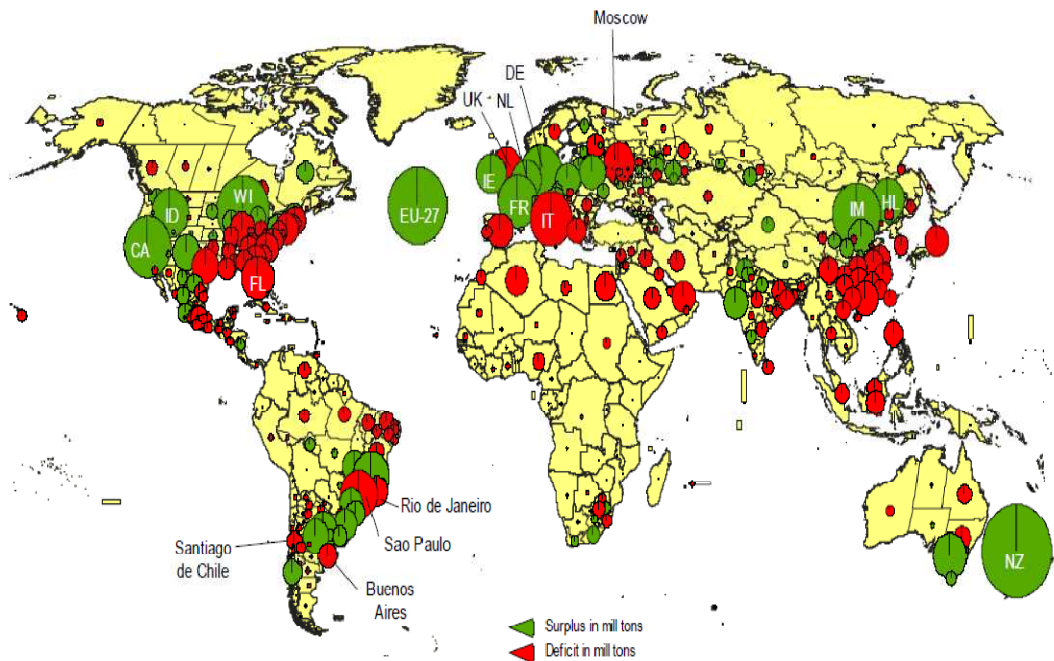 Moscow
DE
UK
NL
IE
FR
IT
EU-27
WI
ID
CA
FL
IM
HL
Rio de Janeiro
Sao Paulo
Santiago
de Chile
Buenos
Aires
NZ
Surplus in mill tons
Deficit in mill tons